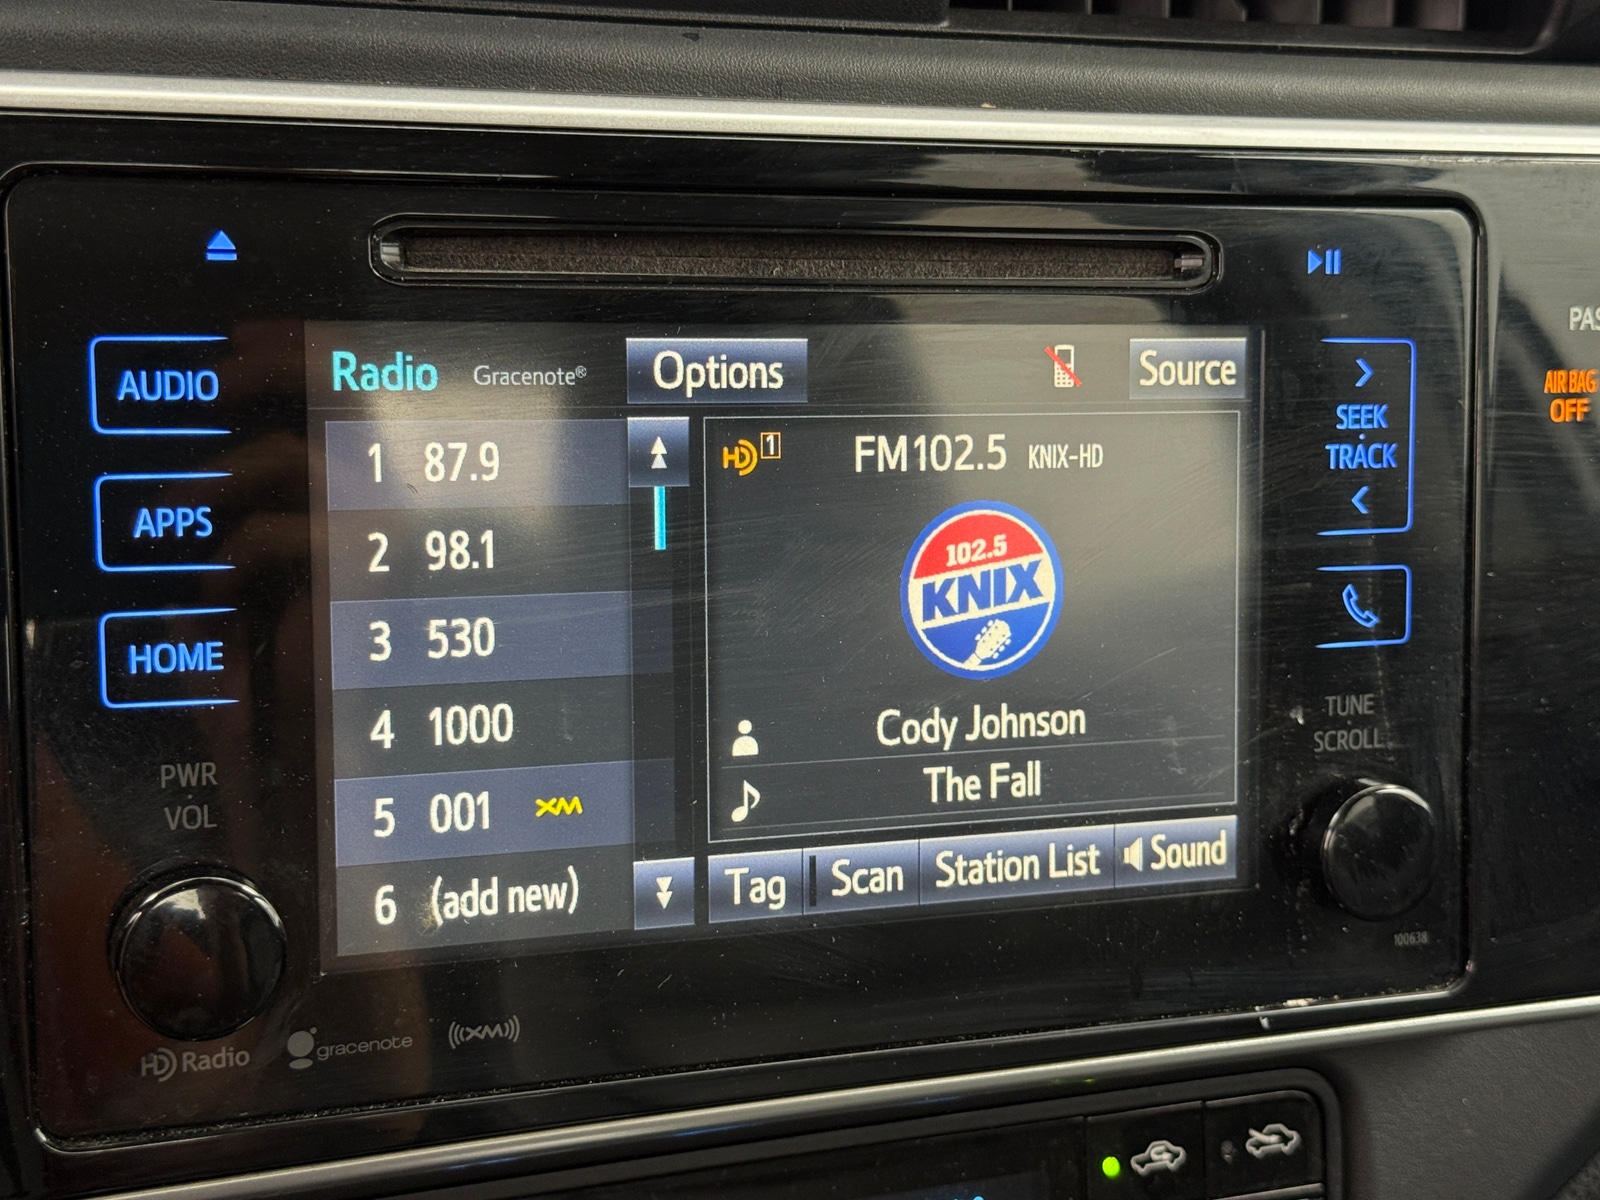 AUDIO
APPS
HOME
PWR
VOL
Radio Gracenote® Options Source
1 87.9
2 98.1
3 530
4 1000
5 001 XM
6 (add new)
HD 1 FM102.5 KNIX-HD
102.5
KNIX
Cody Johnson
The Fall
Tag Scan Station List Sound
SEEK
TRACK
TUNE
SCROLL
100638
HD Radio gracenote ((XM))
PAS
AIR BAG
OFF